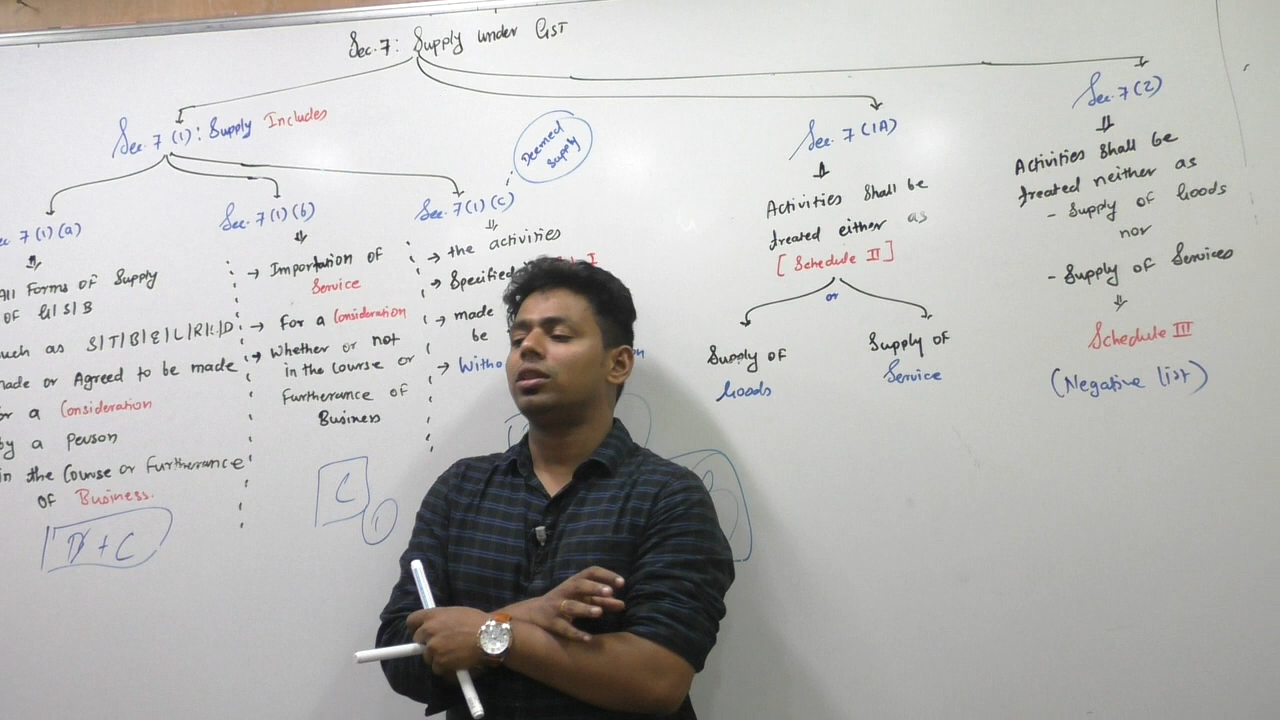 Sec.7: Supply under GST
Sec.7(1): Supply Includes
Deemed
Supply
Sec.7(1A)
Sec.7(2)
7(1)(a)
All Forms of Supply
of G|S|B
as S|T|B|E|L|R|L|D
made or Agreed to be made
a Consideration
by a person
in the Course or Furtherance
of Business.
D + C
Sec.7(1)(b)
→ Importation of
Service
→ For a Consideration
→ Whether or not
in the course or
Furtherance of
Business
C
1
Sec.7(1)(c)
→ the activities
→ Specified I
→ made
be
→
Activities Shall be
treated either as
[Schedule II]
or
Supply of
Goods
Supply of
Service
Activities Shall be
treated neither as
- Supply of Goods
nor
- Supply of Services
Schedule III
(Negative list)